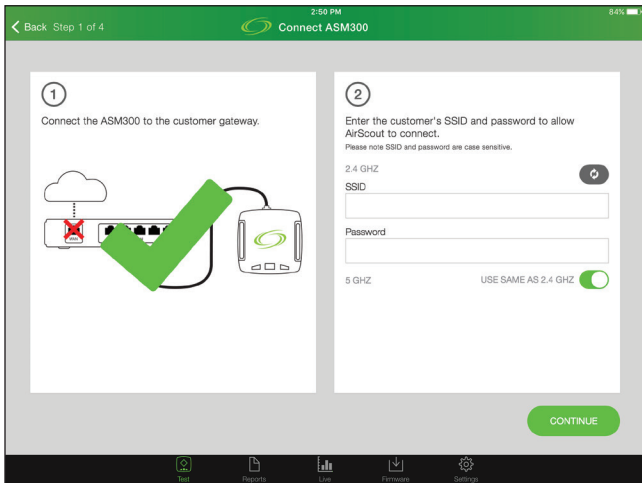 2:50 PM
84%
Back Step 1 of 4
Connect ASM300
1
Connect the ASM300 to the customer gateway.
WAN
2
Enter the customer's SSID and password to allow
AirScout to connect.
Please note SSID and password are case sensitive.
2.4 GHZ
SSID
Password
5 GHZ
USE SAME AS 2.4 GHZ
CONTINUE
Test
Reports
Live
Firmware
Settings